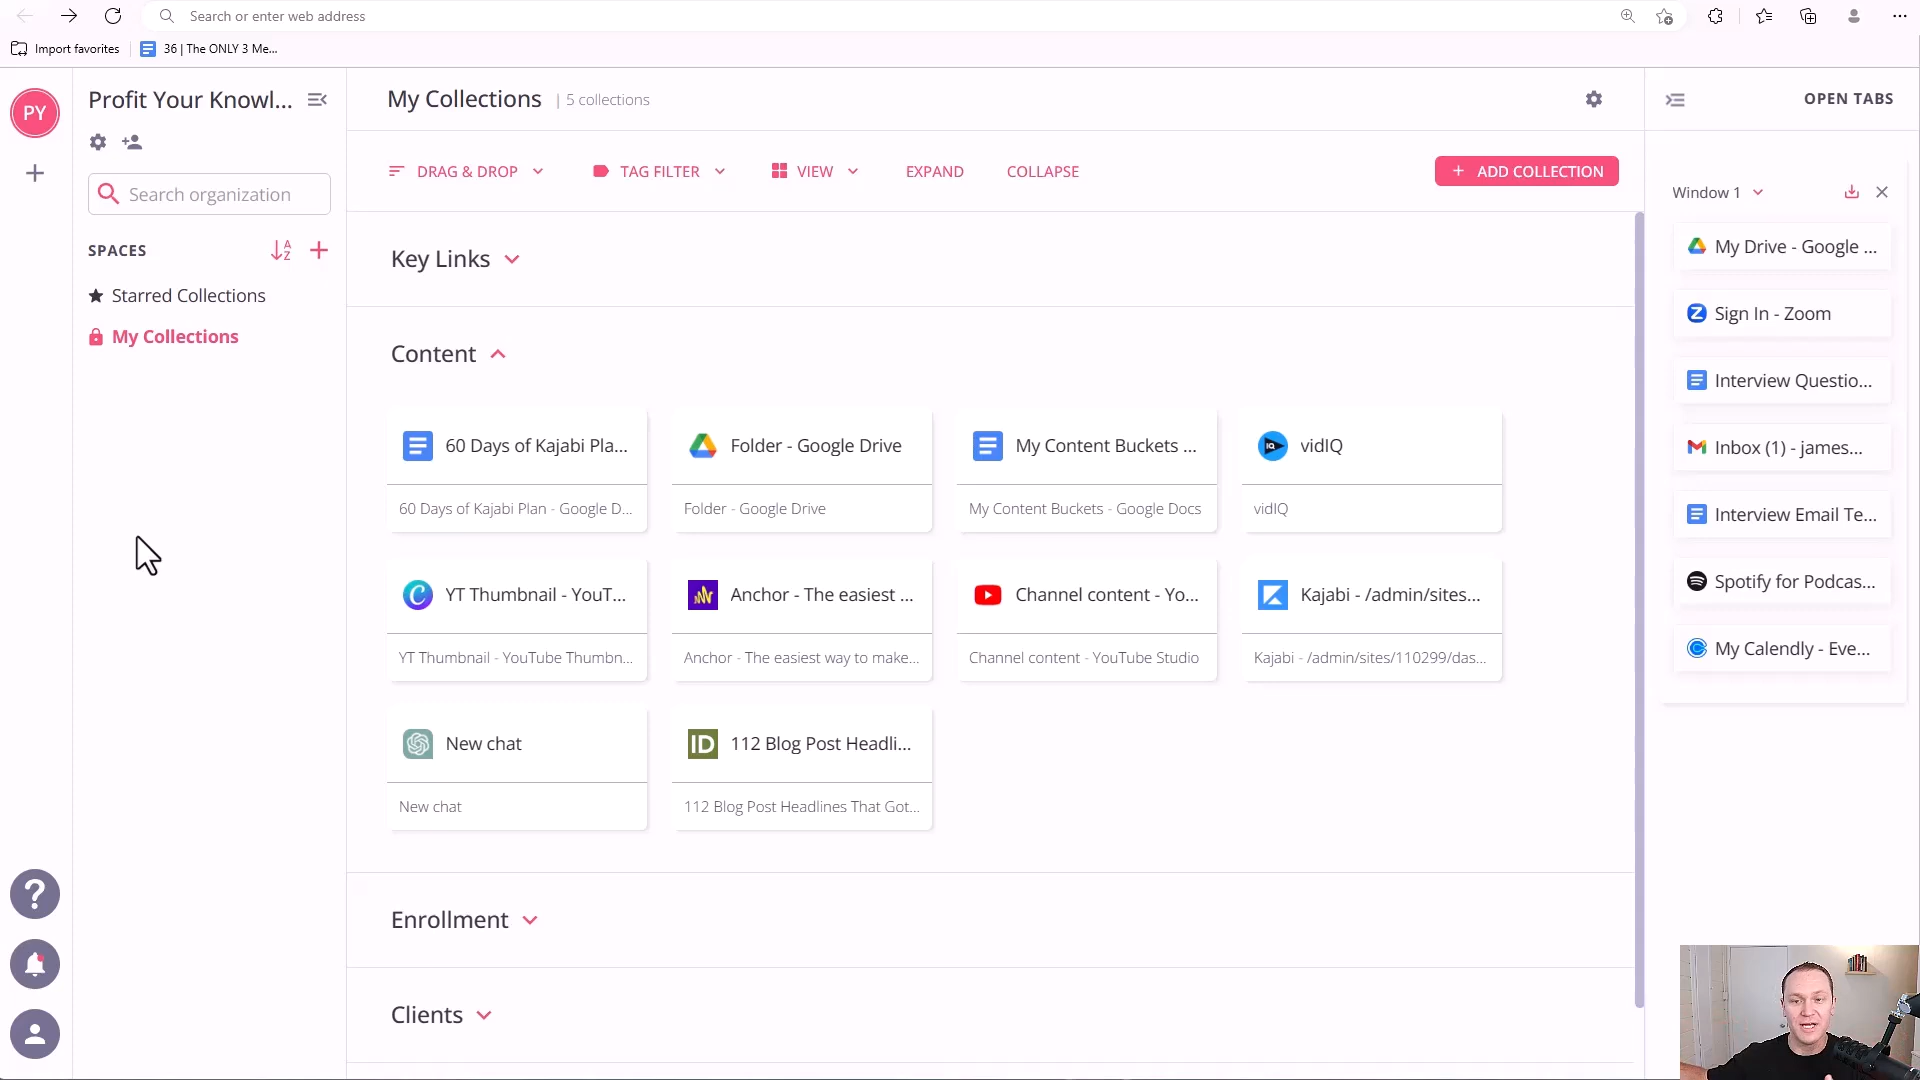 Search or enter web address
Import favorites
36 | The ONLY 3 Me...
PY
Profit Your Knowl...
Search organization
SPACES
Starred Collections
My Collections
My Collections | 5 collections
DRAG & DROP
TAG FILTER
VIEW
EXPAND
COLLAPSE
+ ADD COLLECTION
Key Links
Content
60 Days of Kajabi Pla...
60 Days of Kajabi Plan - Google D...
Folder - Google Drive
Folder - Google Drive
My Content Buckets ...
My Content Buckets - Google Docs
vidIQ
vidIQ
YT Thumbnail - YouT...
YT Thumbnail - YouTube Thumbn...
Anchor - The easiest ...
Anchor - The easiest way to make...
Channel content - Yo...
Channel content - YouTube Studio
Kajabi - /admin/sites...
Kajabi - /admin/sites/110299/das...
New chat
New chat
ID
112 Blog Post Headli...
112 Blog Post Headlines That Got...
Enrollment
Clients
OPEN TABS
Window 1
My Drive - Google ...
Sign In - Zoom
Interview Questio...
Inbox (1) - james...
Interview Email Te...
Spotify for Podcas...
My Calendly - Eve...